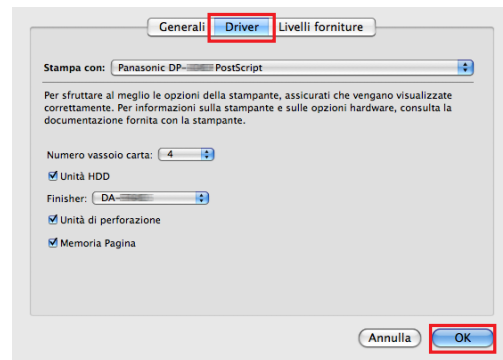 Generali Driver Livelli forniture
Stampa con: Panasonic DP- PostScript
Per sfruttare al meglio le opzioni della stampante, assicurati che vengano visualizzate
correttamente. Per informazioni sulla stampante e sulle opzioni hardware, consulta la
documentazione fornita con la stampante.
Numero vassoio carta: 4
Unità HDD
Finisher: DA-
Unità di perforazione
Memoria Pagina
Annulla OK